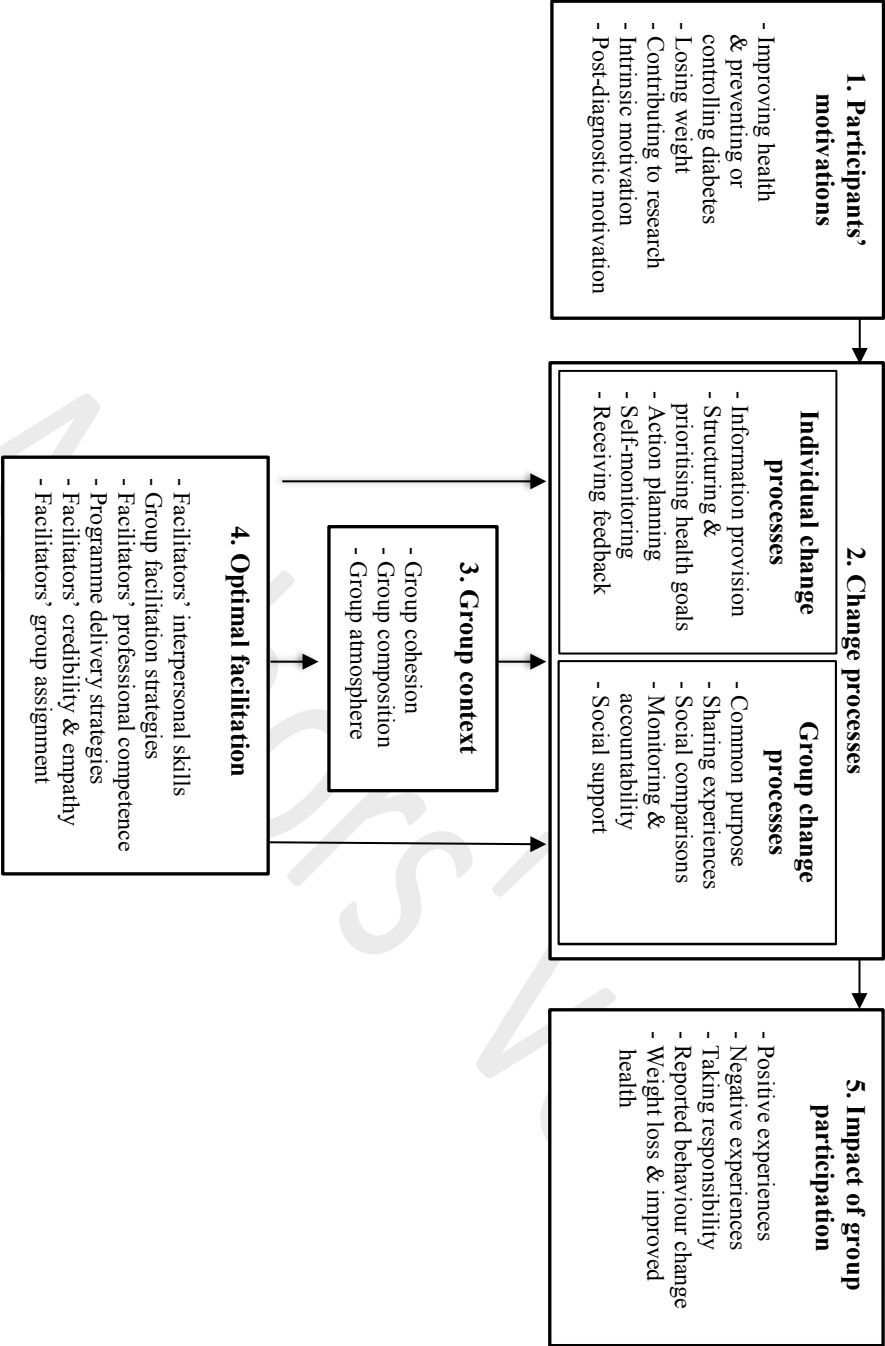 1. Participants’
motivations
- Improving health
& preventing or
controlling diabetes
- Losing weight
- Contributing to research
- Intrinsic motivation
- Post-diagnostic motivation
2. Change processes
Individual change
processes
- Information provision
- Structuring &
prioritising health goals
- Action planning
- Self-monitoring
- Receiving feedback
Group change
processes
- Common purpose
- Sharing experiences
- Social comparisons
- Monitoring &
accountability
- Social support
3. Group context
- Group cohesion
- Group composition
- Group atmosphere
4. Optimal facilitation
- Facilitators’ interpersonal skills
- Group facilitation strategies
- Facilitators’ professional competence
- Programme delivery strategies
- Facilitators’ credibility & empathy
- Facilitators’ group assignment
5. Impact of group
participation
- Positive experiences
- Negative experiences
- Taking responsibility
- Reported behaviour change
- Weight loss & improved
health